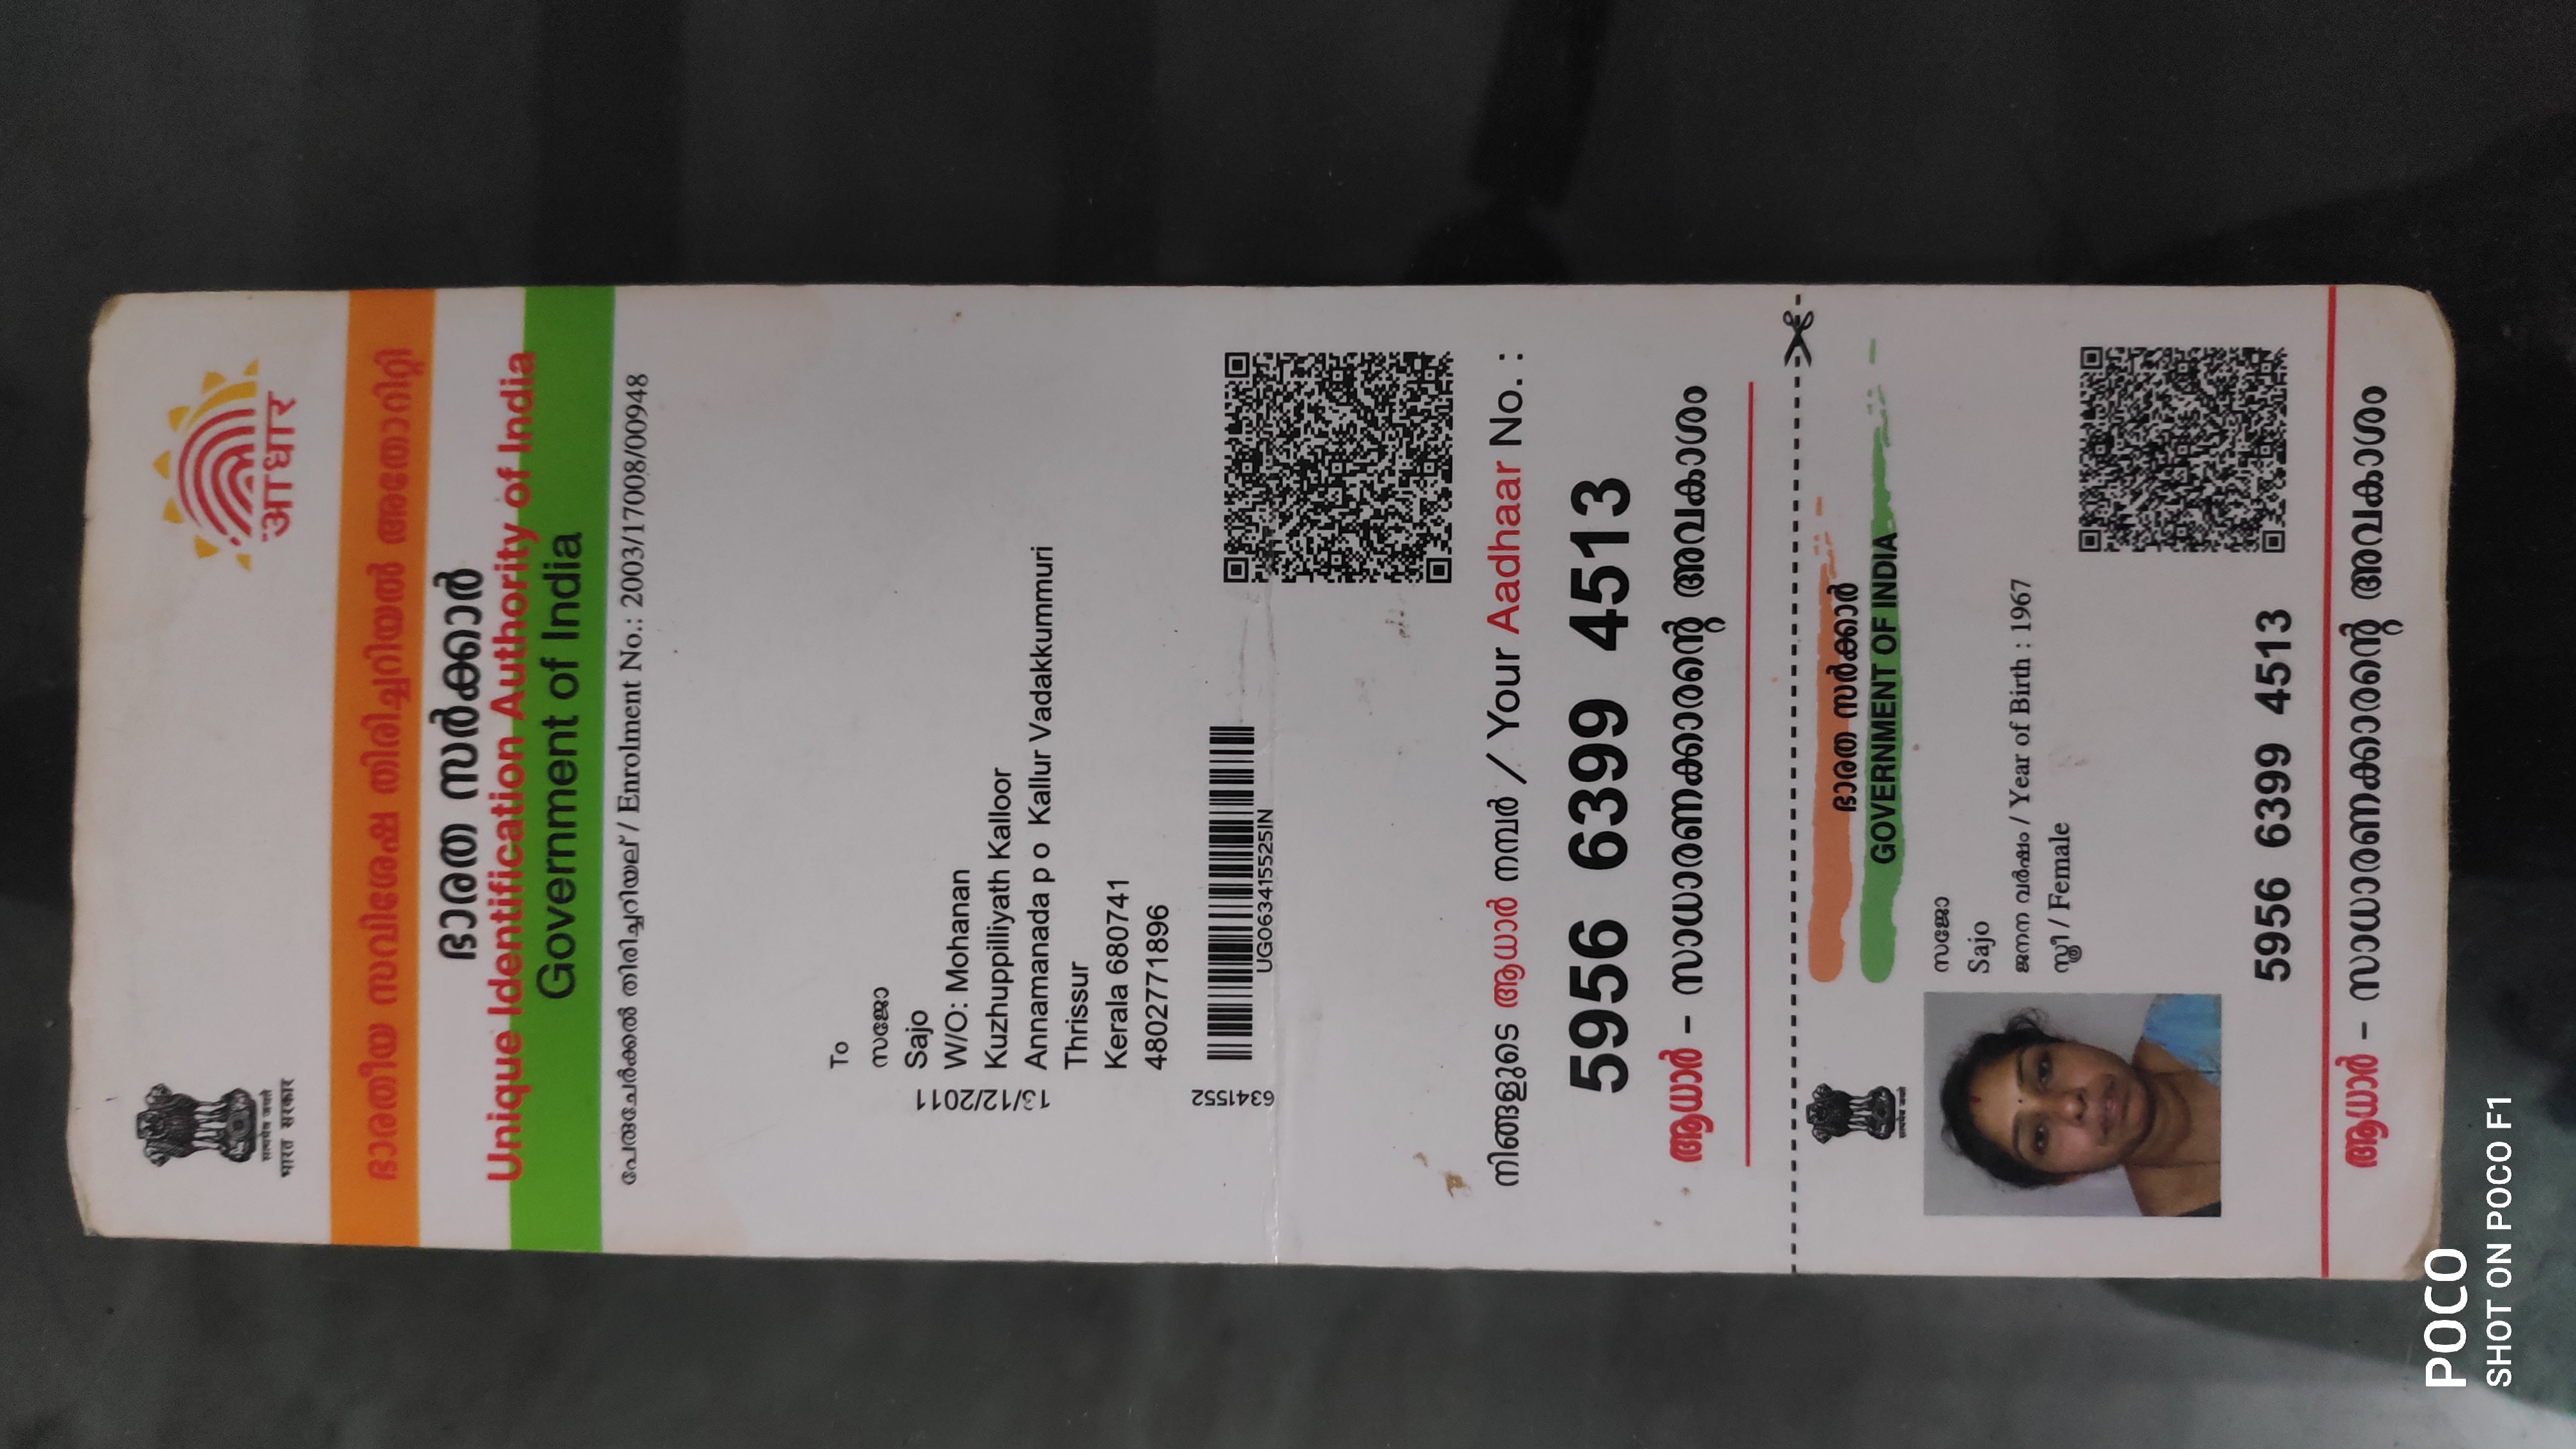 सत्यमेव जयते
भारत सरकार
आधार
ഭാരതീയ സവിശേഷ തിരിച്ചറിയൽ അതോറിറ്റി
ഭാരത സർക്കാർ
Unique Identification Authority of India
Government of India
പേരുചേർക്കൽ തിരിച്ചറിയല് / Enrolment No.: 2003/17008/00948
To
സജോ
Sajo
W/O: Mohanan
Kuzhuppilliyath Kalloor
Annamanada p o Kallur Vadakkummuri
Thrissur
Kerala 680741
4802771896
13/12/2011
6341552
UG063415525IN
നിങ്ങളുടെ ആധാർ നമ്പർ / Your Aadhaar No. :
5956 6399 4513
ആധാർ - സാധാരണക്കാരന്റെ അവകാശം
ഭാരത സർക്കാർ
GOVERNMENT OF INDIA
सत्यमेव जयते
സജോ
Sajo
ജനന വർഷം / Year of Birth : 1967
സ്ത്രീ / Female
5956 6399 4513
ആധാർ - സാധാരണക്കാരന്റെ അവകാശം
POCO
SHOT ON POCO F1